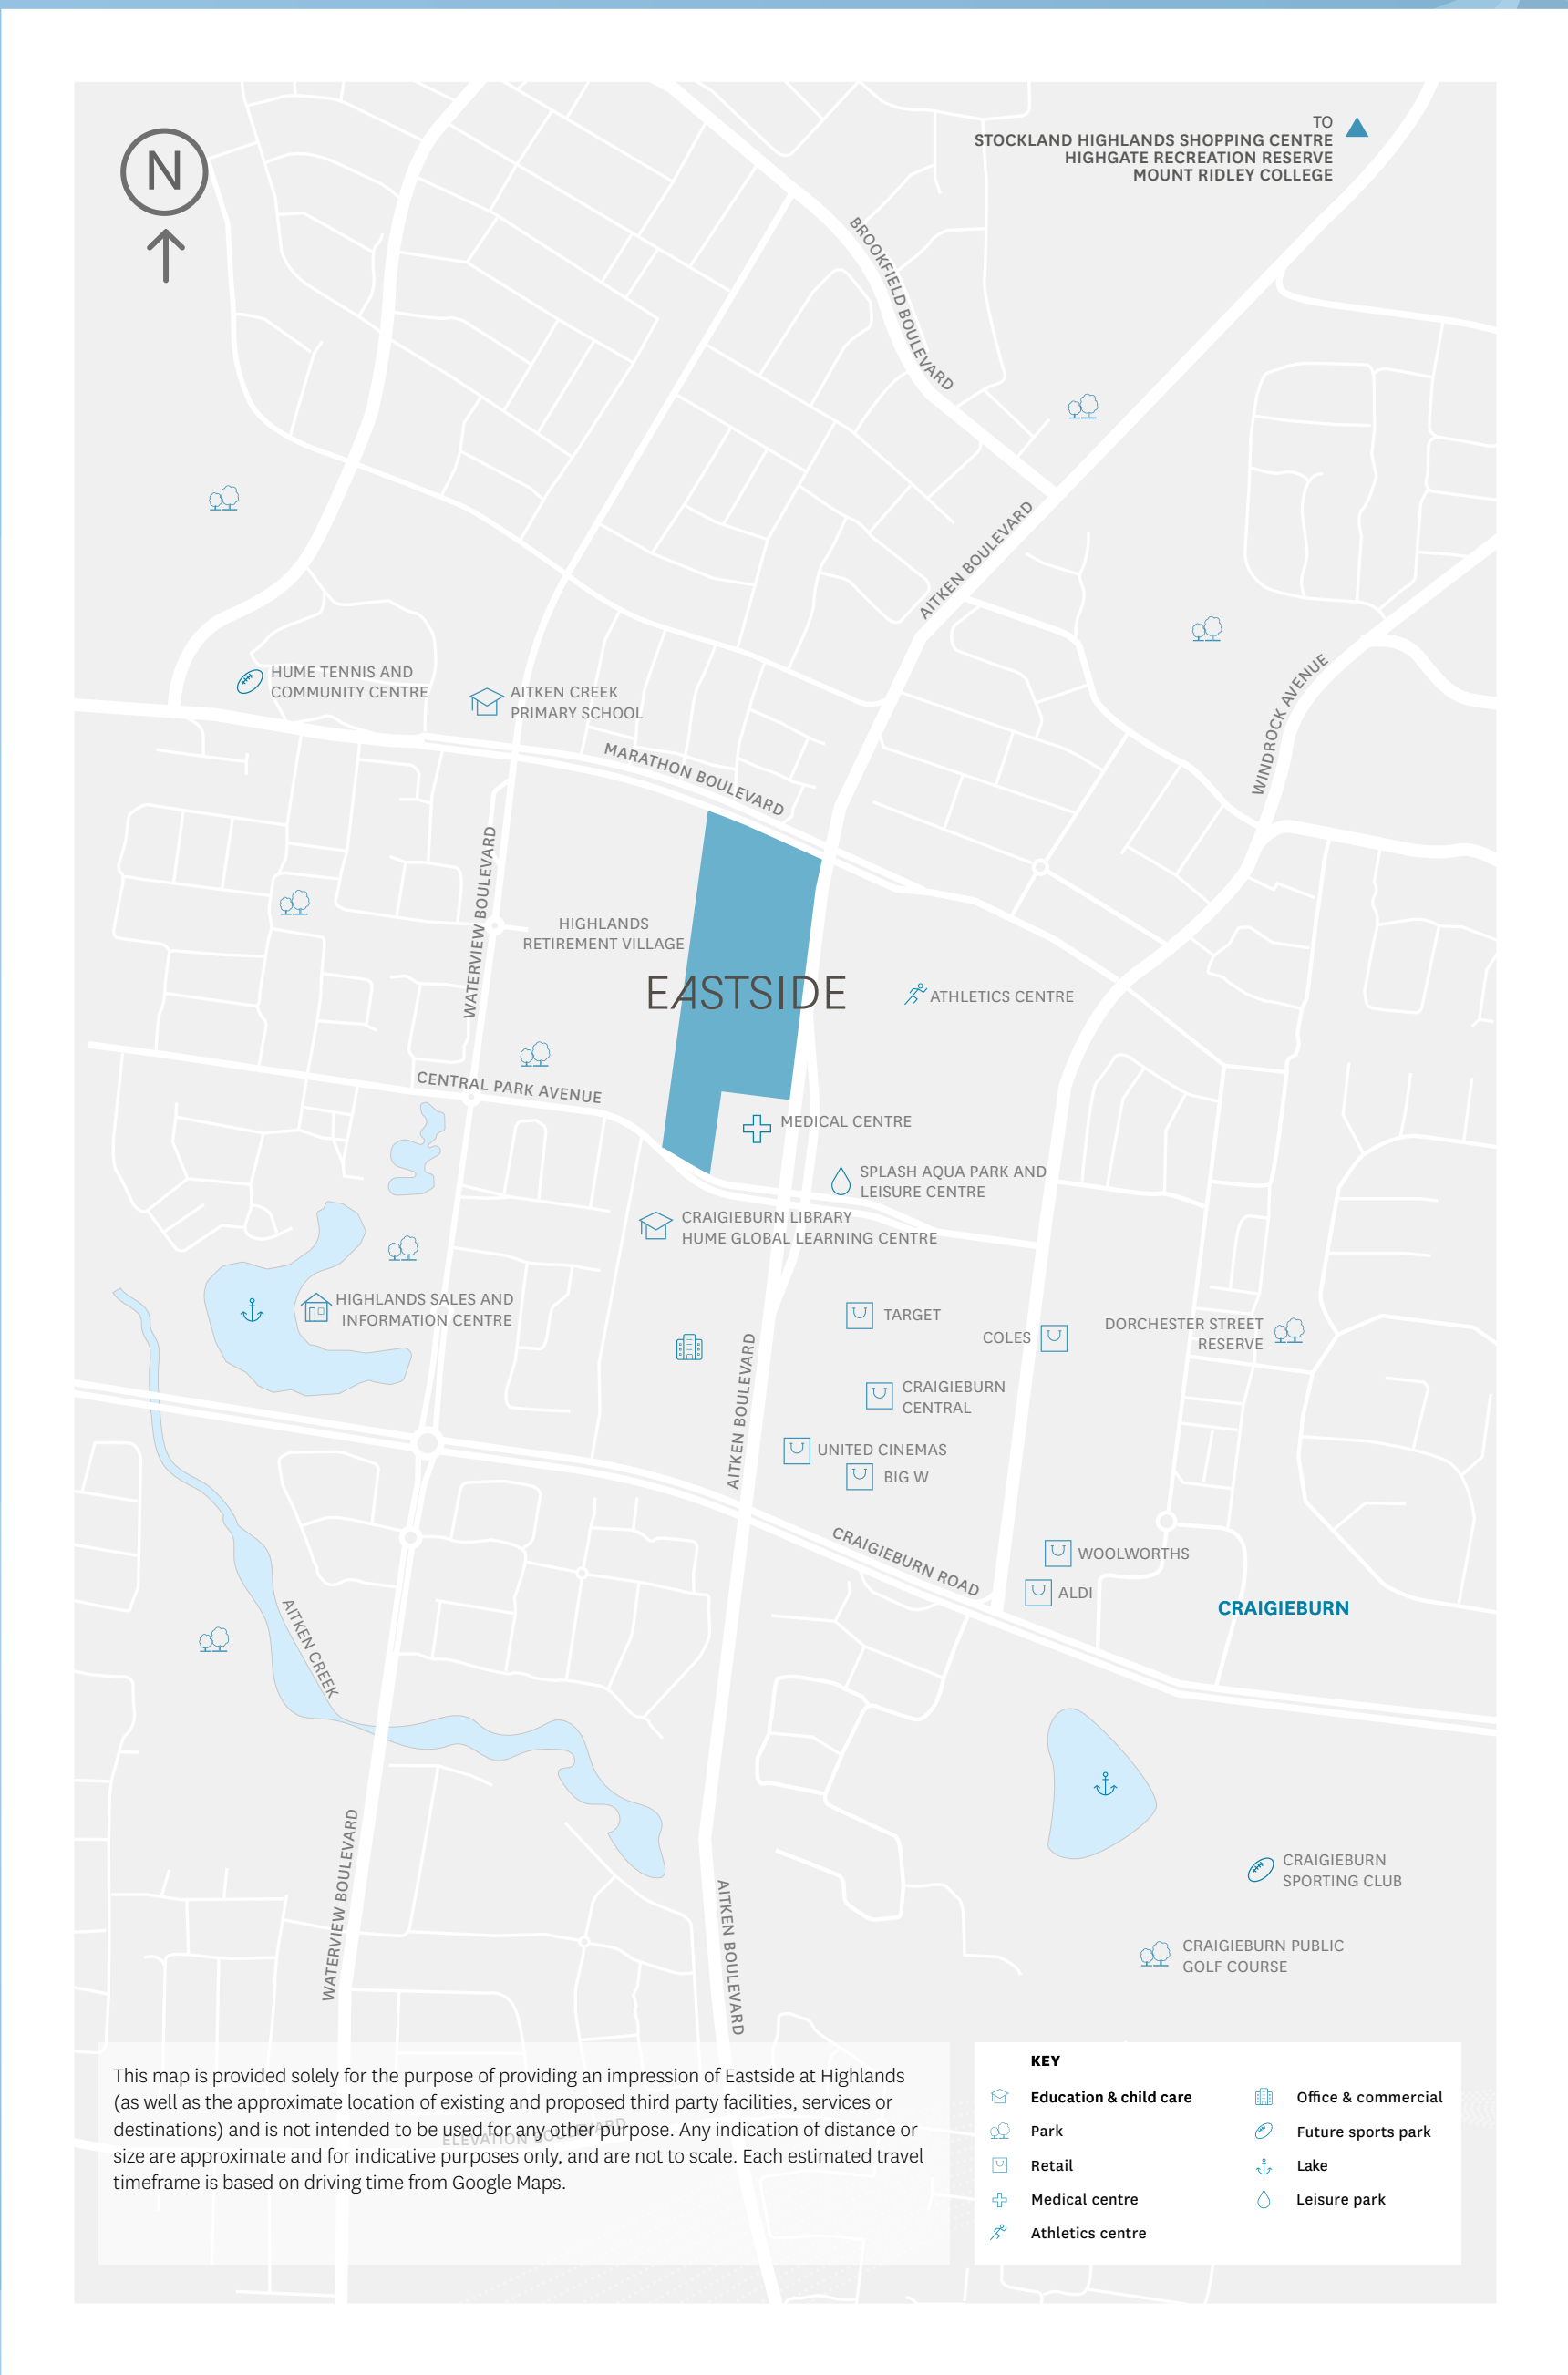 N
TO
STOCKLAND HIGHLANDS SHOPPING CENTRE
HIGHGATE RECREATION RESERVE
MOUNT RIDLEY COLLEGE
BROOKFIELD BOULEVARD
AITKEN BOULEVARD
WINDROCK AVENUE
HUME TENNIS AND
COMMUNITY CENTRE
AITKEN CREEK
PRIMARY SCHOOL
MARATHON BOULEVARD
WATERVIEW BOULEVARD
HIGHLANDS
RETIREMENT VILLAGE
EASTSIDE
ATHLETICS CENTRE
CENTRAL PARK AVENUE
MEDICAL CENTRE
SPLASH AQUA PARK AND
LEISURE CENTRE
CRAIGIEBURN LIBRARY
HUME GLOBAL LEARNING CENTRE
HIGHLANDS SALES AND
INFORMATION CENTRE
TARGET
COLES
DORCHESTER STREET
RESERVE
AITKEN BOULEVARD
CRAIGIEBURN
CENTRAL
UNITED CINEMAS
BIG W
CRAIGIEBURN ROAD
WOOLWORTHS
ALDI
CRAIGIEBURN
AITKEN CREEK
WATERVIEW BOULEVARD
AITKEN BOULEVARD
CRAIGIEBURN
SPORTING CLUB
CRAIGIEBURN PUBLIC
GOLF COURSE
This map is provided solely for the purpose of providing an impression of Eastside at Highlands
(as well as the approximate location of existing and proposed third party facilities, services or
destinations) and is not intended to be used for any other purpose. Any indication of distance or
size are approximate and for indicative purposes only, and are not to scale. Each estimated travel
timeframe is based on driving time from Google Maps.
ELEVATION BOULEVARD
KEY
Education & child care
Park
Retail
Medical centre
Athletics centre
Office & commercial
Future sports park
Lake
Leisure park